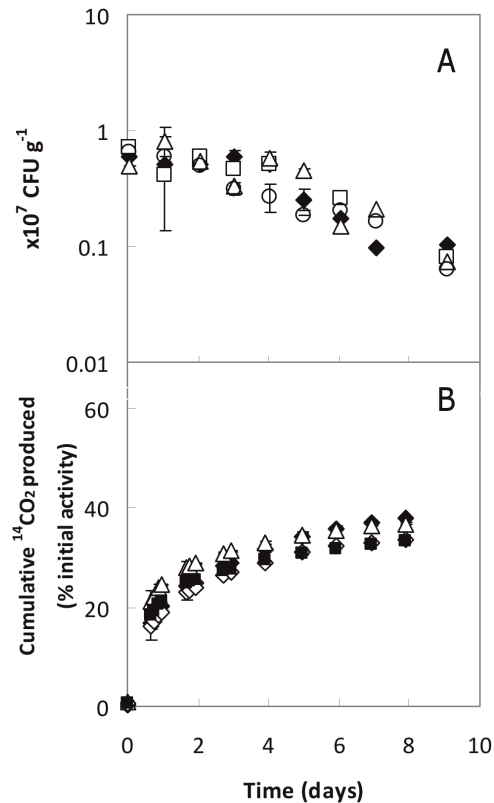 10
A
1
x10⁷ CFU g⁻¹
0.1
0.01
B
60
Cumulative ¹⁴CO₂ produced
(% initial activity)
40
20
0
0 2 4 6 8 10
Time (days)